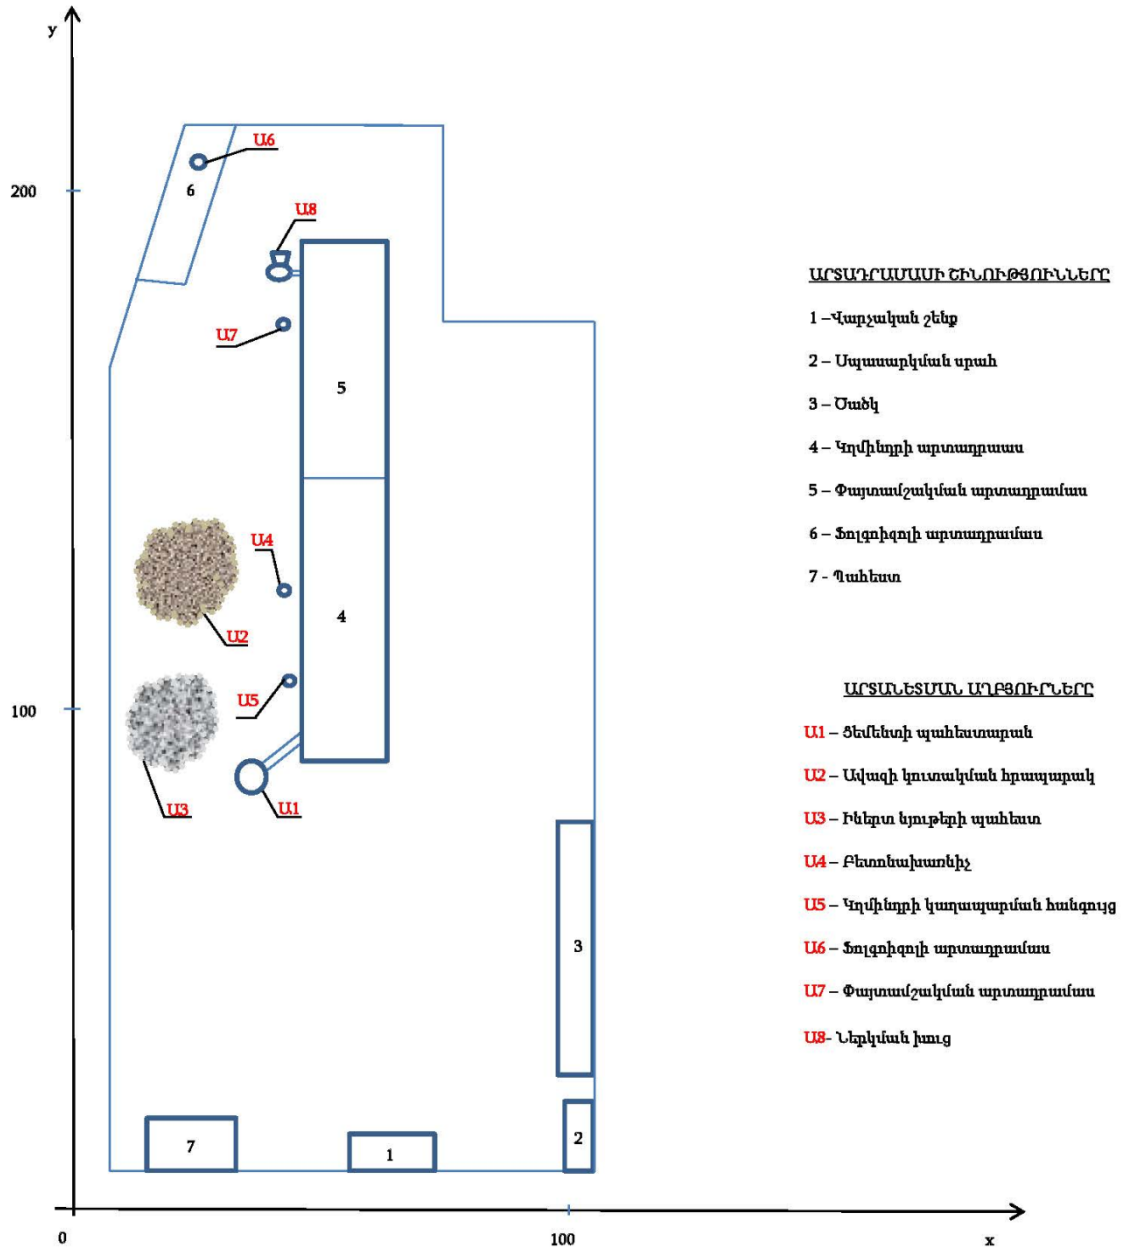 y
Ա6
200
6
Ա8
ԱՐՏԱԴՐԱՄԱՍԻ ՇԻՆՈՒԹՅՈՒՆՆԵՐԸ
1 –Վարչական շենք
Ա7
2 – Սպասարկման սրահ
5
3 – Ծածկ
4 – Կղմինդրի արտադրաաս
5 – Փայտամշակման արտադրամաս
6 – Ֆոլգոիզոլի արտադրամաս
Ա4
7 - Պահեստ
4
Ա2
ԱՐՏԱՆԵՏՄԱՆ ԱՂԲՅՈՒՐՆԵՐԸ
Ա5
100
Ա1 – Ցեմենտի պահեստարան
Ա2 – Ավազի կուտակման հրապարակ
Ա3
Ա1
Ա3 – Իներտ նյութերի պահեստ
Ա4 – Բետոնախառնիչ
Ա5 – Կղմինդրի կաղապարման հանգույց
3
Ա6 – Ֆոլգոիզոլի արտադրամաս
Ա7 – Փայտամշակման արտադրամաս
Ա8- Ներկման խուց
7
1
2
0
100
x